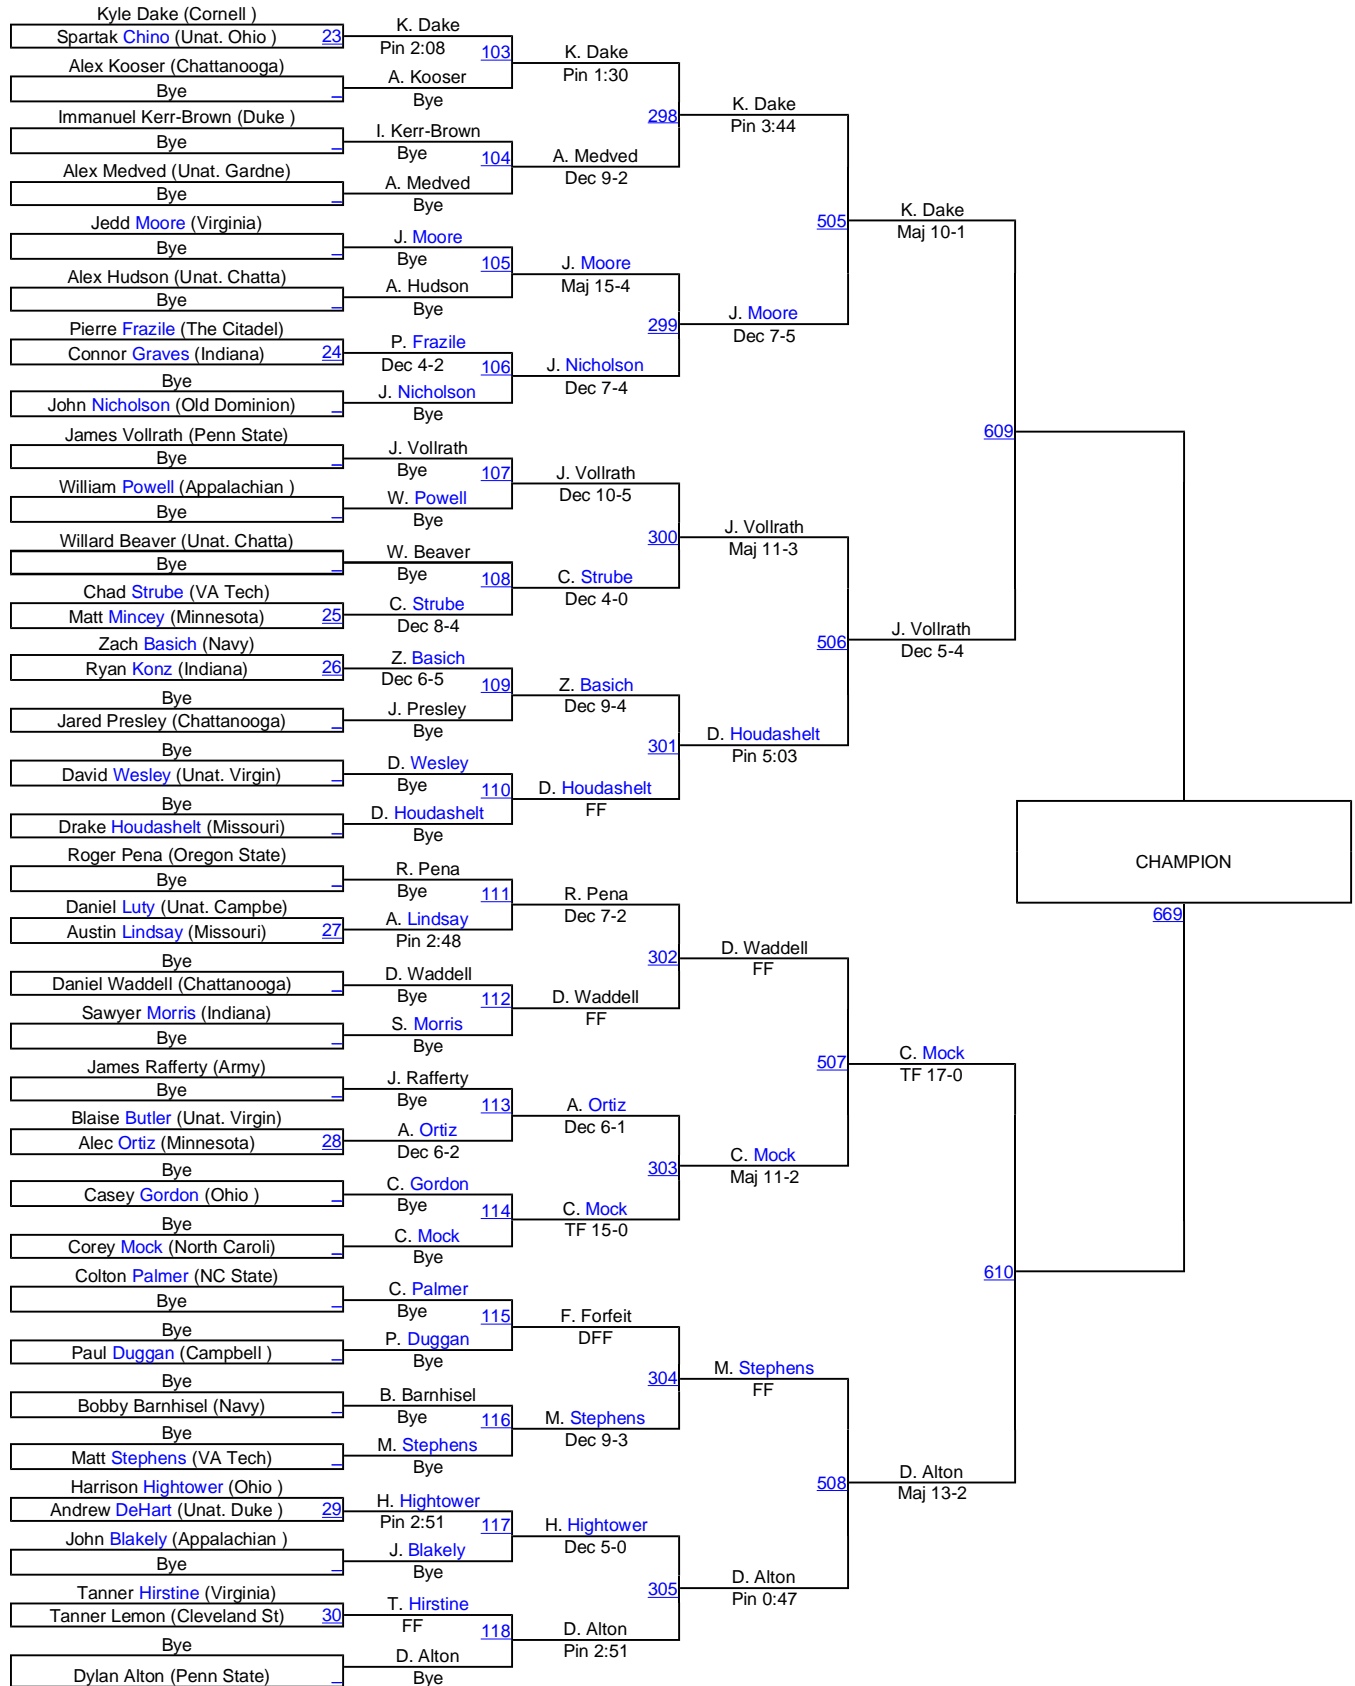 Kyle Dake (Cornell )
Spartak Chino (Unat. Ohio ) 23
Alex Kooser (Chattanooga)
Bye
Immanuel Kerr-Brown (Duke )
Bye
Alex Medved (Unat. Gardne)
Bye
Jedd Moore (Virginia)
Bye
Alex Hudson (Unat. Chatta)
Bye
Pierre Frazile (The Citadel)
Connor Graves (Indiana) 24
Bye
John Nicholson (Old Dominion)
James Vollrath (Penn State)
Bye
William Powell (Appalachian )
Bye
Willard Beaver (Unat. Chatta)
Bye
Chad Strube (VA Tech)
Matt Mincey (Minnesota) 25
Zach Basich (Navy)
Ryan Konz (Indiana) 26
Bye
Jared Presley (Chattanooga)
Bye
David Wesley (Unat. Virgin)
Bye
Drake Houdashelt (Missouri)
Roger Pena (Oregon State)
Bye
Daniel Luty (Unat. Campbe)
Austin Lindsay (Missouri) 27
Bye
Daniel Waddell (Chattanooga)
Sawyer Morris (Indiana)
Bye
James Rafferty (Army)
Bye
Blaise Butler (Unat. Virgin)
Alec Ortiz (Minnesota) 28
Bye
Casey Gordon (Ohio )
Bye
Corey Mock (North Caroli)
Colton Palmer (NC State)
Bye
Bye
Paul Duggan (Campbell )
Bye
Bobby Barnhisel (Navy)
Bye
Matt Stephens (VA Tech)
Harrison Hightower (Ohio )
Andrew DeHart (Unat. Duke ) 29
John Blakely (Appalachian )
Bye
Tanner Hirstine (Virginia)
Tanner Lemon (Cleveland St) 30
Bye
Dylan Alton (Penn State)
K. Dake
Pin 2:08
103
A. Kooser
Bye
I. Kerr-Brown
Bye
104
A. Medved
Bye
J. Moore
Bye
105
A. Hudson
Bye
P. Frazile
Dec 4-2
106
J. Nicholson
Bye
J. Vollrath
Bye
107
W. Powell
Bye
W. Beaver
Bye
108
C. Strube
Dec 8-4
Z. Basich
Dec 6-5
109
J. Presley
Bye
D. Wesley
Bye
110
D. Houdashelt
Bye
R. Pena
Bye
111
A. Lindsay
Pin 2:48
D. Waddell
Bye
112
S. Morris
Bye
J. Rafferty
Bye
113
A. Ortiz
Dec 6-2
C. Gordon
Bye
114
C. Mock
Bye
C. Palmer
Bye
115
P. Duggan
Bye
B. Barnhisel
Bye
116
M. Stephens
Bye
H. Hightower
Pin 2:51
117
J. Blakely
Bye
T. Hirstine
FF
118
D. Alton
Bye
K. Dake
Pin 1:30
298
A. Medved
Dec 9-2
J. Moore
Maj 15-4
299
J. Nicholson
Dec 7-4
J. Vollrath
Dec 10-5
300
C. Strube
Dec 4-0
Z. Basich
Dec 9-4
301
D. Houdashelt
FF
R. Pena
Dec 7-2
302
D. Waddell
FF
A. Ortiz
Dec 6-1
303
C. Mock
TF 15-0
F. Forfeit
DFF
304
M. Stephens
Dec 9-3
H. Hightower
Dec 5-0
305
D. Alton
Pin 2:51
K. Dake
Pin 3:44
505
J. Moore
Dec 7-5
J. Vollrath
Maj 11-3
506
D. Houdashelt
Pin 5:03
D. Waddell
FF
507
C. Mock
Maj 11-2
M. Stephens
FF
508
D. Alton
Pin 0:47
K. Dake
Maj 10-1
609
J. Vollrath
Dec 5-4
C. Mock
TF 17-0
610
D. Alton
Maj 13-2
CHAMPION
669